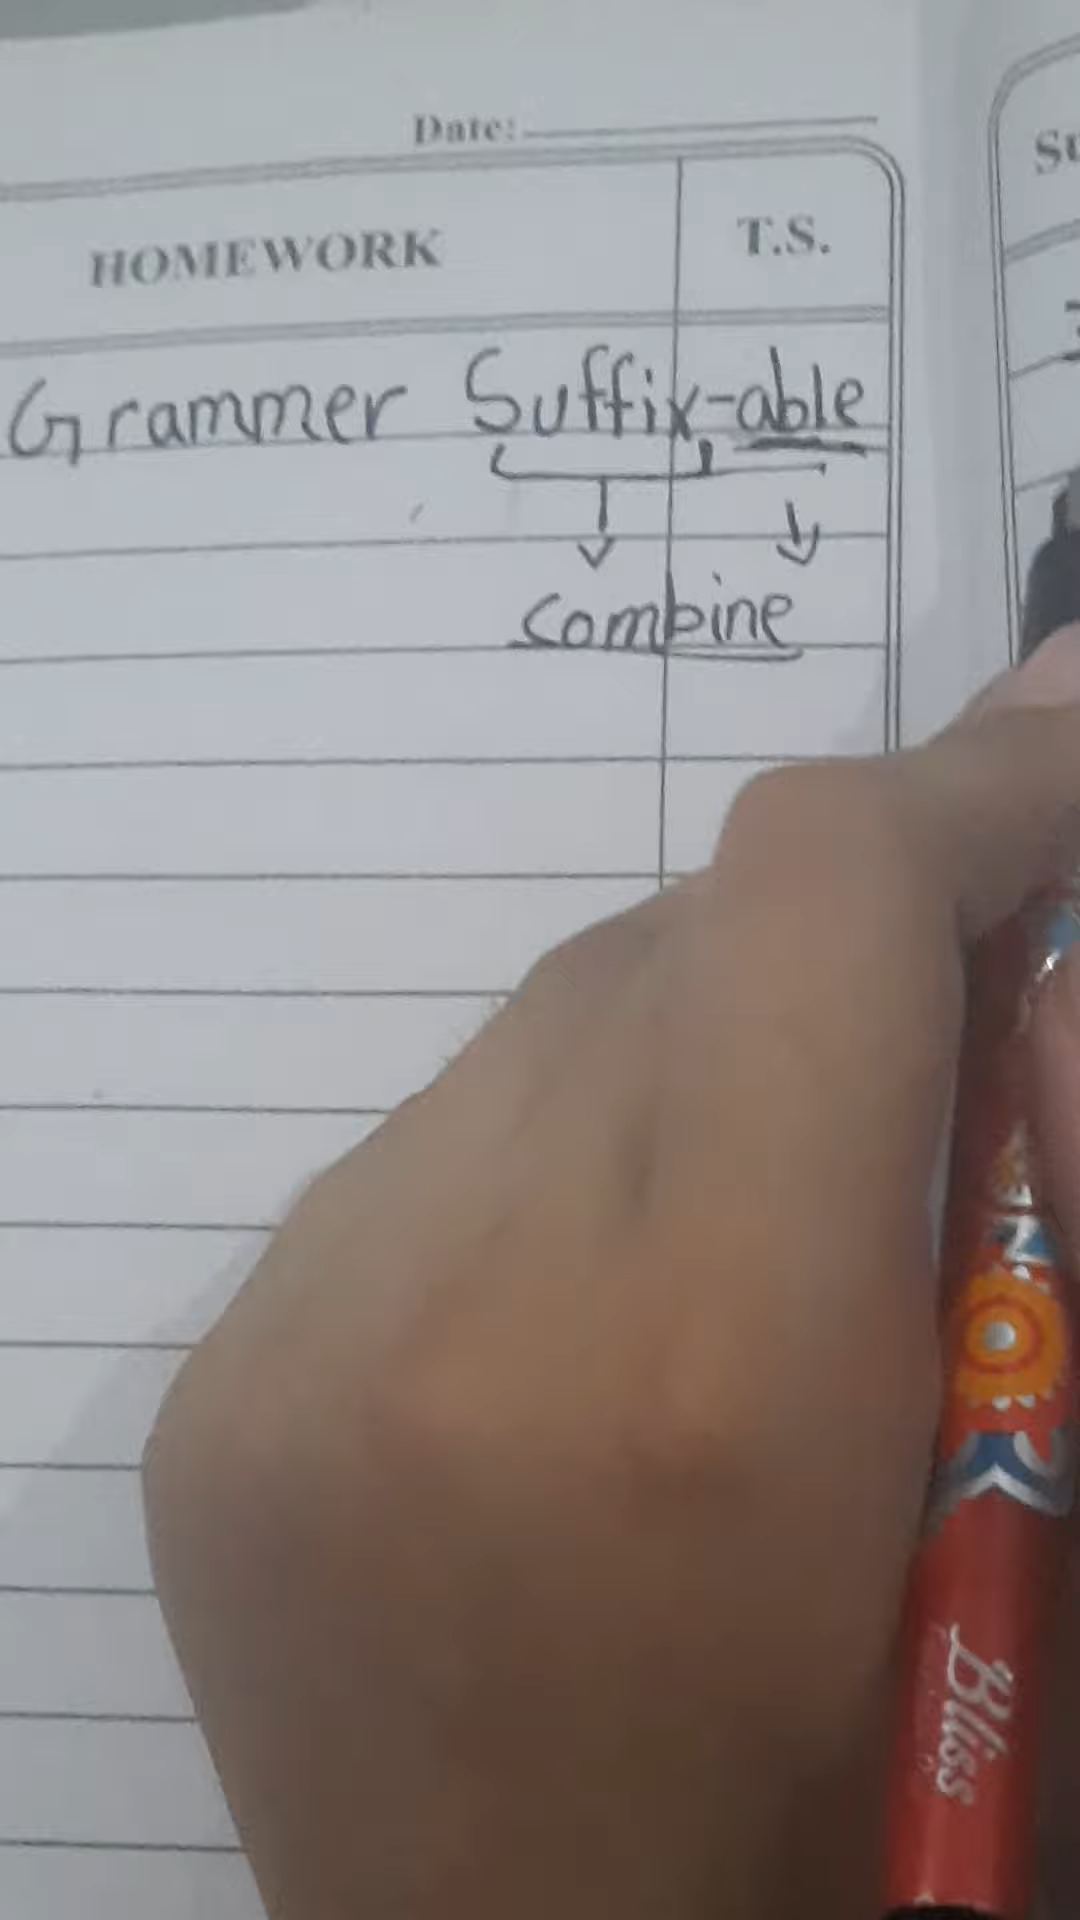 Date:
HOMEWORK T.S.
Grammer Suffix-able
combine
Bliss